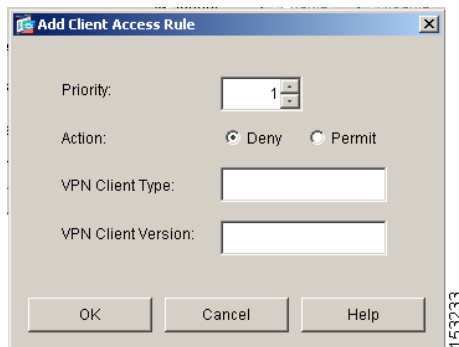 Add Client Access Rule
Priority: 1
Action: Deny Permit
VPN Client Type:
VPN Client Version:
OK Cancel Help
153233